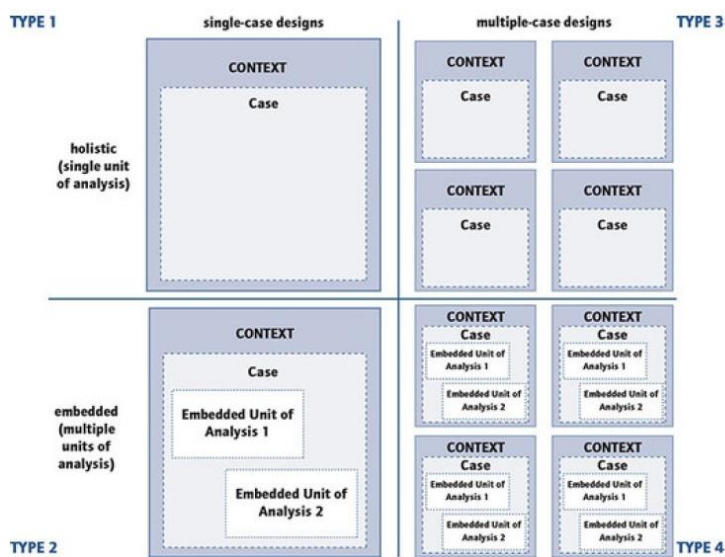 TYPE 1
single-case designs
multiple-case designs
TYPE 3
CONTEXT
Case
holistic
(single unit
of analysis)
CONTEXT
Case
CONTEXT
Case
CONTEXT
Case
CONTEXT
Case
CONTEXT
Case
Embedded Unit of
Analysis 1
Embedded Unit of
Analysis 2
embedded
(multiple
units of
analysis)
CONTEXT
Case
Embedded Unit of
Analysis 1
Embedded Unit of
Analysis 2
CONTEXT
Case
Embedded Unit of
Analysis 1
Embedded Unit of
Analysis 2
CONTEXT
Case
Embedded Unit of
Analysis 1
Embedded Unit of
Analysis 2
CONTEXT
Case
Embedded Unit of
Analysis 1
Embedded Unit of
Analysis 2
TYPE 2
TYPE 4